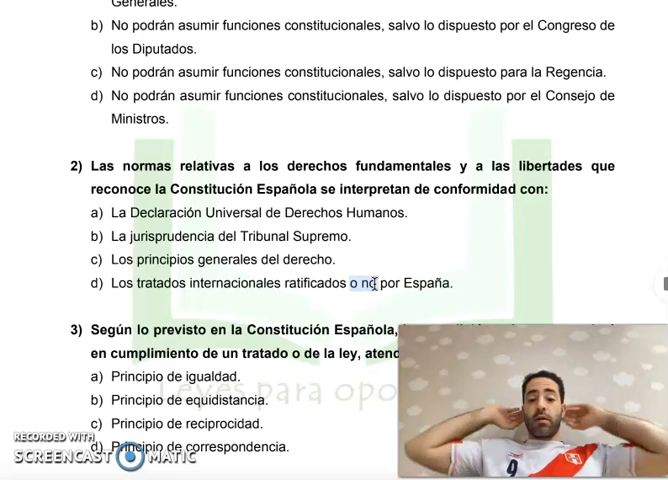 Generales.
b) No podrán asumir funciones constitucionales, salvo lo dispuesto por el Congreso de
los Diputados.
c) No podrán asumir funciones constitucionales, salvo lo dispuesto para la Regencia.
d) No podrán asumir funciones constitucionales, salvo lo dispuesto por el Consejo de
Ministros.
2) Las normas relativas a los derechos fundamentales y a las libertades que
reconoce la Constitución Española se interpretan de conformidad con:
a) La Declaración Universal de Derechos Humanos.
b) La jurisprudencia del Tribunal Supremo.
c) Los principios generales del derecho.
d) Los tratados internacionales ratificados o no por España.
3) Según lo previsto en la Constitución Española,
en cumplimiento de un tratado o de la ley, atend
a) Principio de igualdad.
Leyes para opo
b) Principio de equidistancia.
c) Principio de reciprocidad.
d) Principio de correspondencia.
RECORDED WITH
SCREENCAST MATIC
9